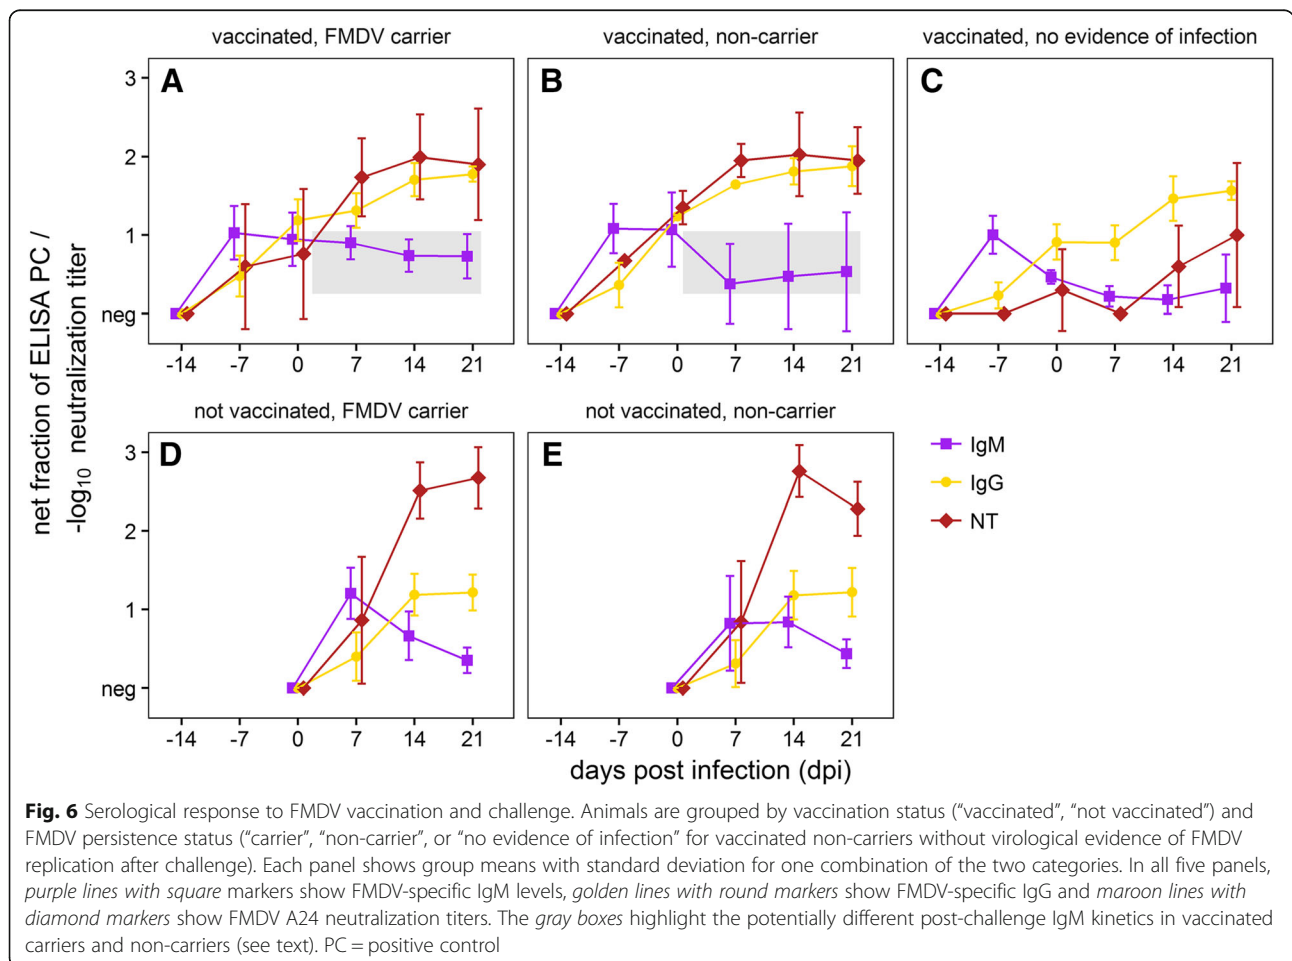 vaccinated, FMDV carrier
vaccinated, non-carrier
vaccinated, no evidence of infection
A
B
C
3
2
1
neg
-14 -7 0 7 14 21
-14 -7 0 7 14 21
-14 -7 0 7 14 21
net fraction of ELISA PC /
-log10 neutralization titer
not vaccinated, FMDV carrier
not vaccinated, non-carrier
D
E
3
2
1
neg
-14 -7 0 7 14 21
-14 -7 0 7 14 21
IgM
IgG
NT
days post infection (dpi)
Fig. 6 Serological response to FMDV vaccination and challenge. Animals are grouped by vaccination status (“vaccinated”, “not vaccinated”) and
FMDV persistence status (“carrier”, “non-carrier”, or “no evidence of infection” for vaccinated non-carriers without virological evidence of FMDV
replication after challenge). Each panel shows group means with standard deviation for one combination of the two categories. In all five panels,
purple lines with square markers show FMDV-specific IgM levels, golden lines with round markers show FMDV-specific IgG and maroon lines with
diamond markers show FMDV A24 neutralization titers. The gray boxes highlight the potentially different post-challenge IgM kinetics in vaccinated
carriers and non-carriers (see text). PC = positive control